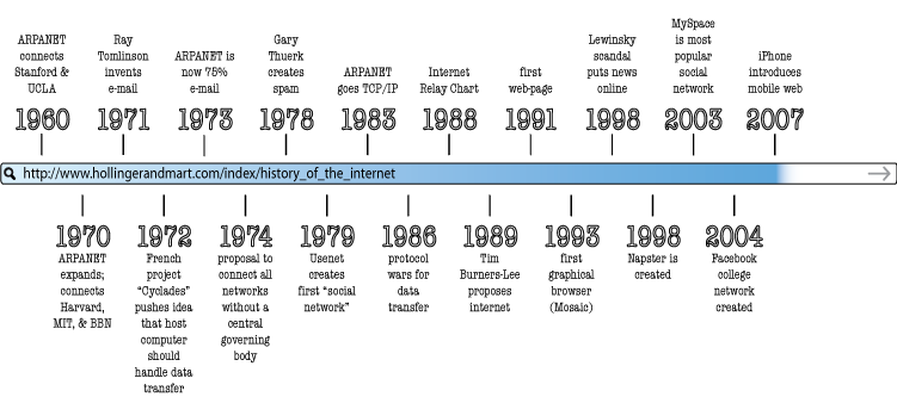 ARPANET
connects
Stanford &
UCLA
1960
Ray
Tomlinson
invents
e-mail
1971
ARPANET is
now 75%
e-mail
1973
Gary
Thuerk
creates
spam
1978
ARPANET
goes TCP/IP
1983
Internet
Relay Chart
1988
first
web-page
1991
Lewinsky
scandal
puts news
online
1998
MySpace
is most
popular
social
network
2003
iPhone
introduces
mobile web
2007
http://www.hollingerandmart.com/index/history_of_the_internet
1970
ARPANET
expands;
connects
Harvard,
MIT, & BBN
1972
French
project
"Cyclades"
pushes idea
that host
computer
should
handle data
transfer
1974
proposal to
connect all
networks
without a
central
governing
body
1979
Usenet
creates
first "social
network"
1986
protocol
wars for
data
transfer
1989
Tim
Burners-Lee
proposes
internet
1993
first
graphical
browser
(Mosaic)
1998
Napster is
created
2004
Facebook
college
network
created